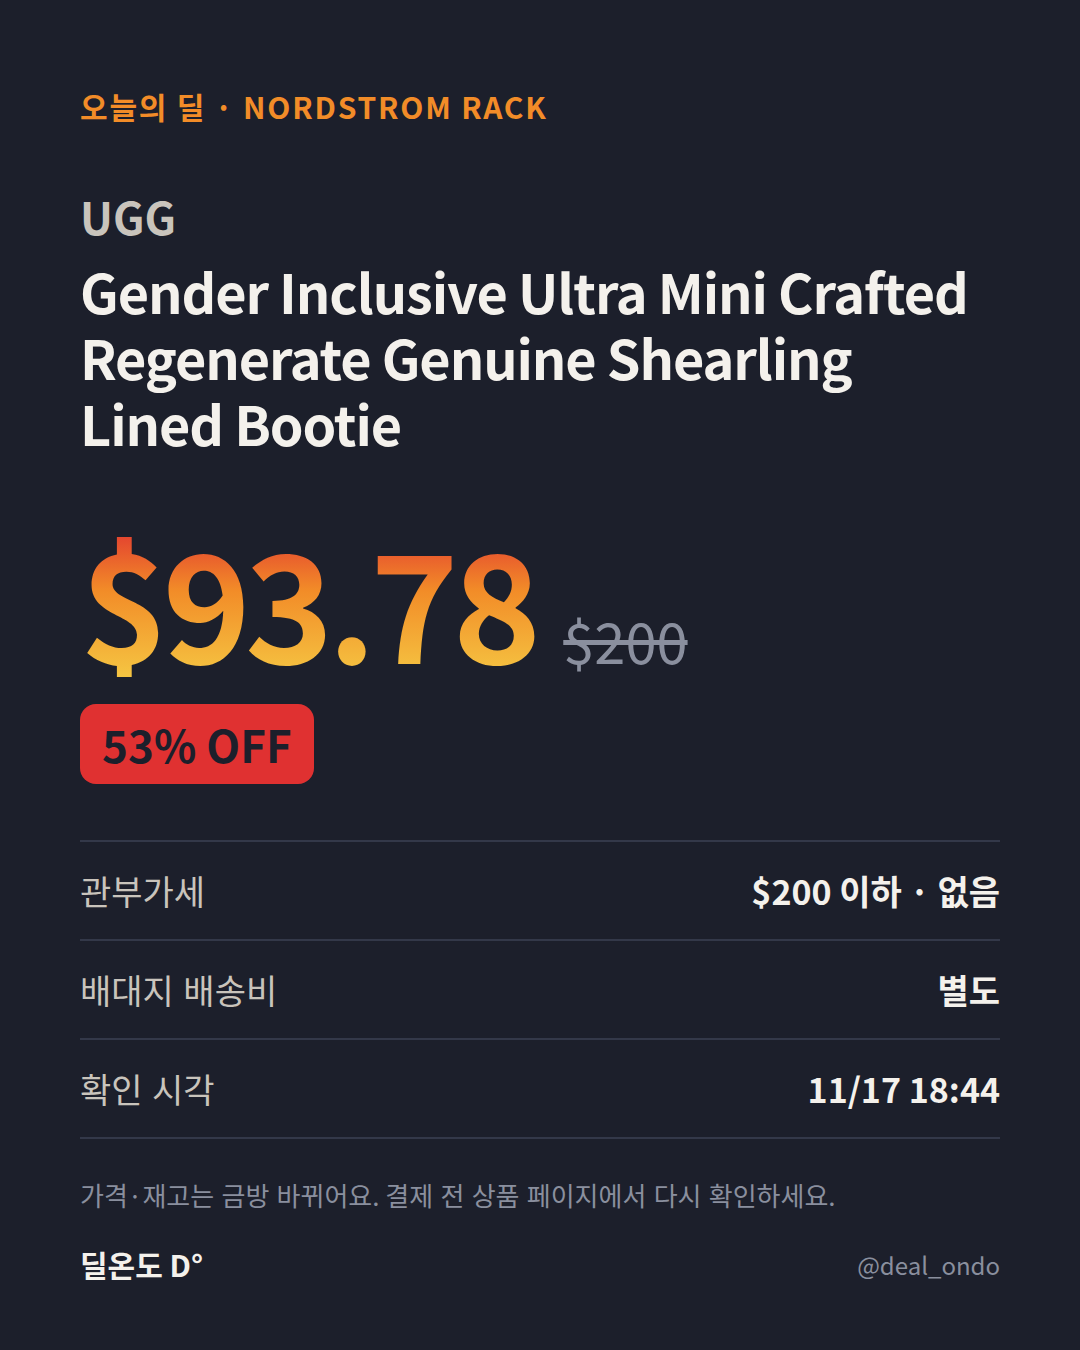 오늘의 딜 · NORDSTROM RACK
UGG
Gender Inclusive Ultra Mini Crafted
Regenerate Genuine Shearling
Lined Bootie
$93.78 $200
53% OFF
관부가세 $200 이하 · 없음
배대지 배송비 별도
확인 시각 11/17 18:44
가격·재고는 금방 바뀌어요. 결제 전 상품 페이지에서 다시 확인하세요.
딜온도 D° @deal_ondo